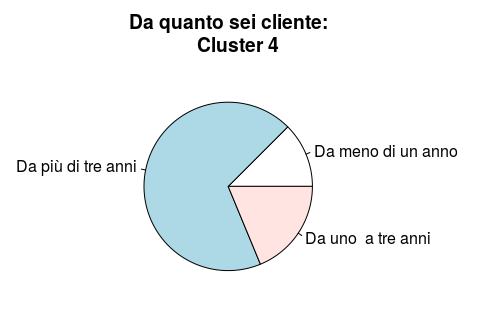 Da quanto sei cliente:
Cluster 4
Da meno di un anno
Da più di tre anni
Da uno  a tre anni